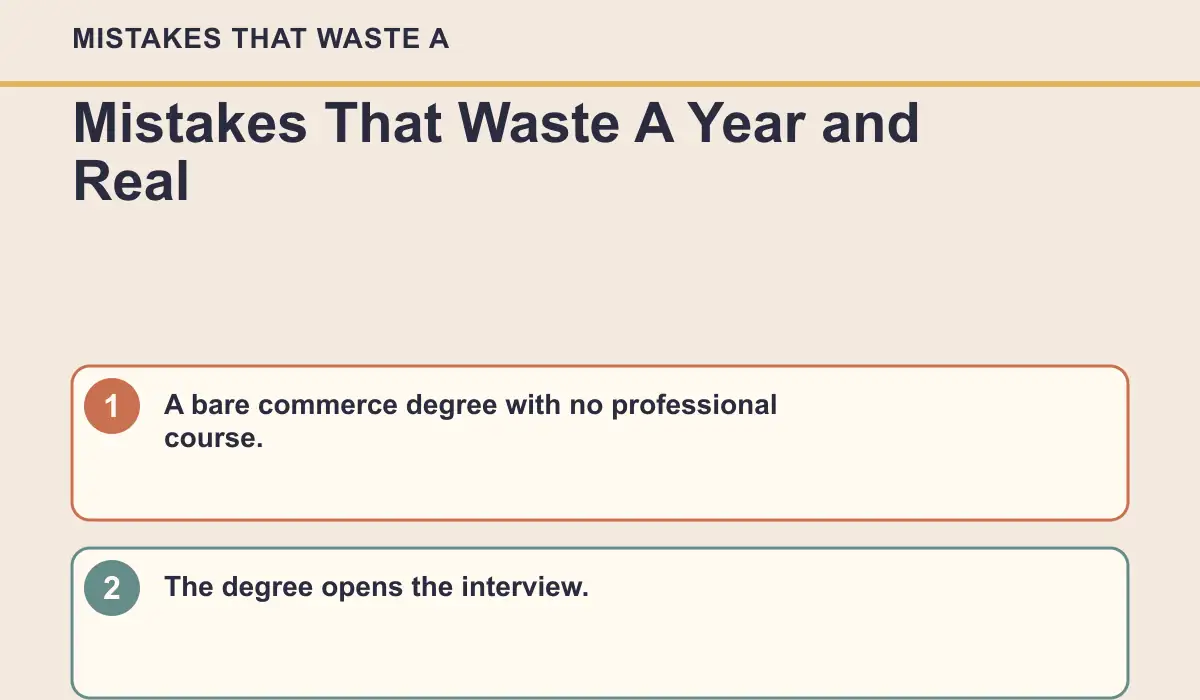 MISTAKES THAT WASTE A
Mistakes That Waste A Year and
Real
1
A bare commerce degree with no professional
course.
2
The degree opens the interview.